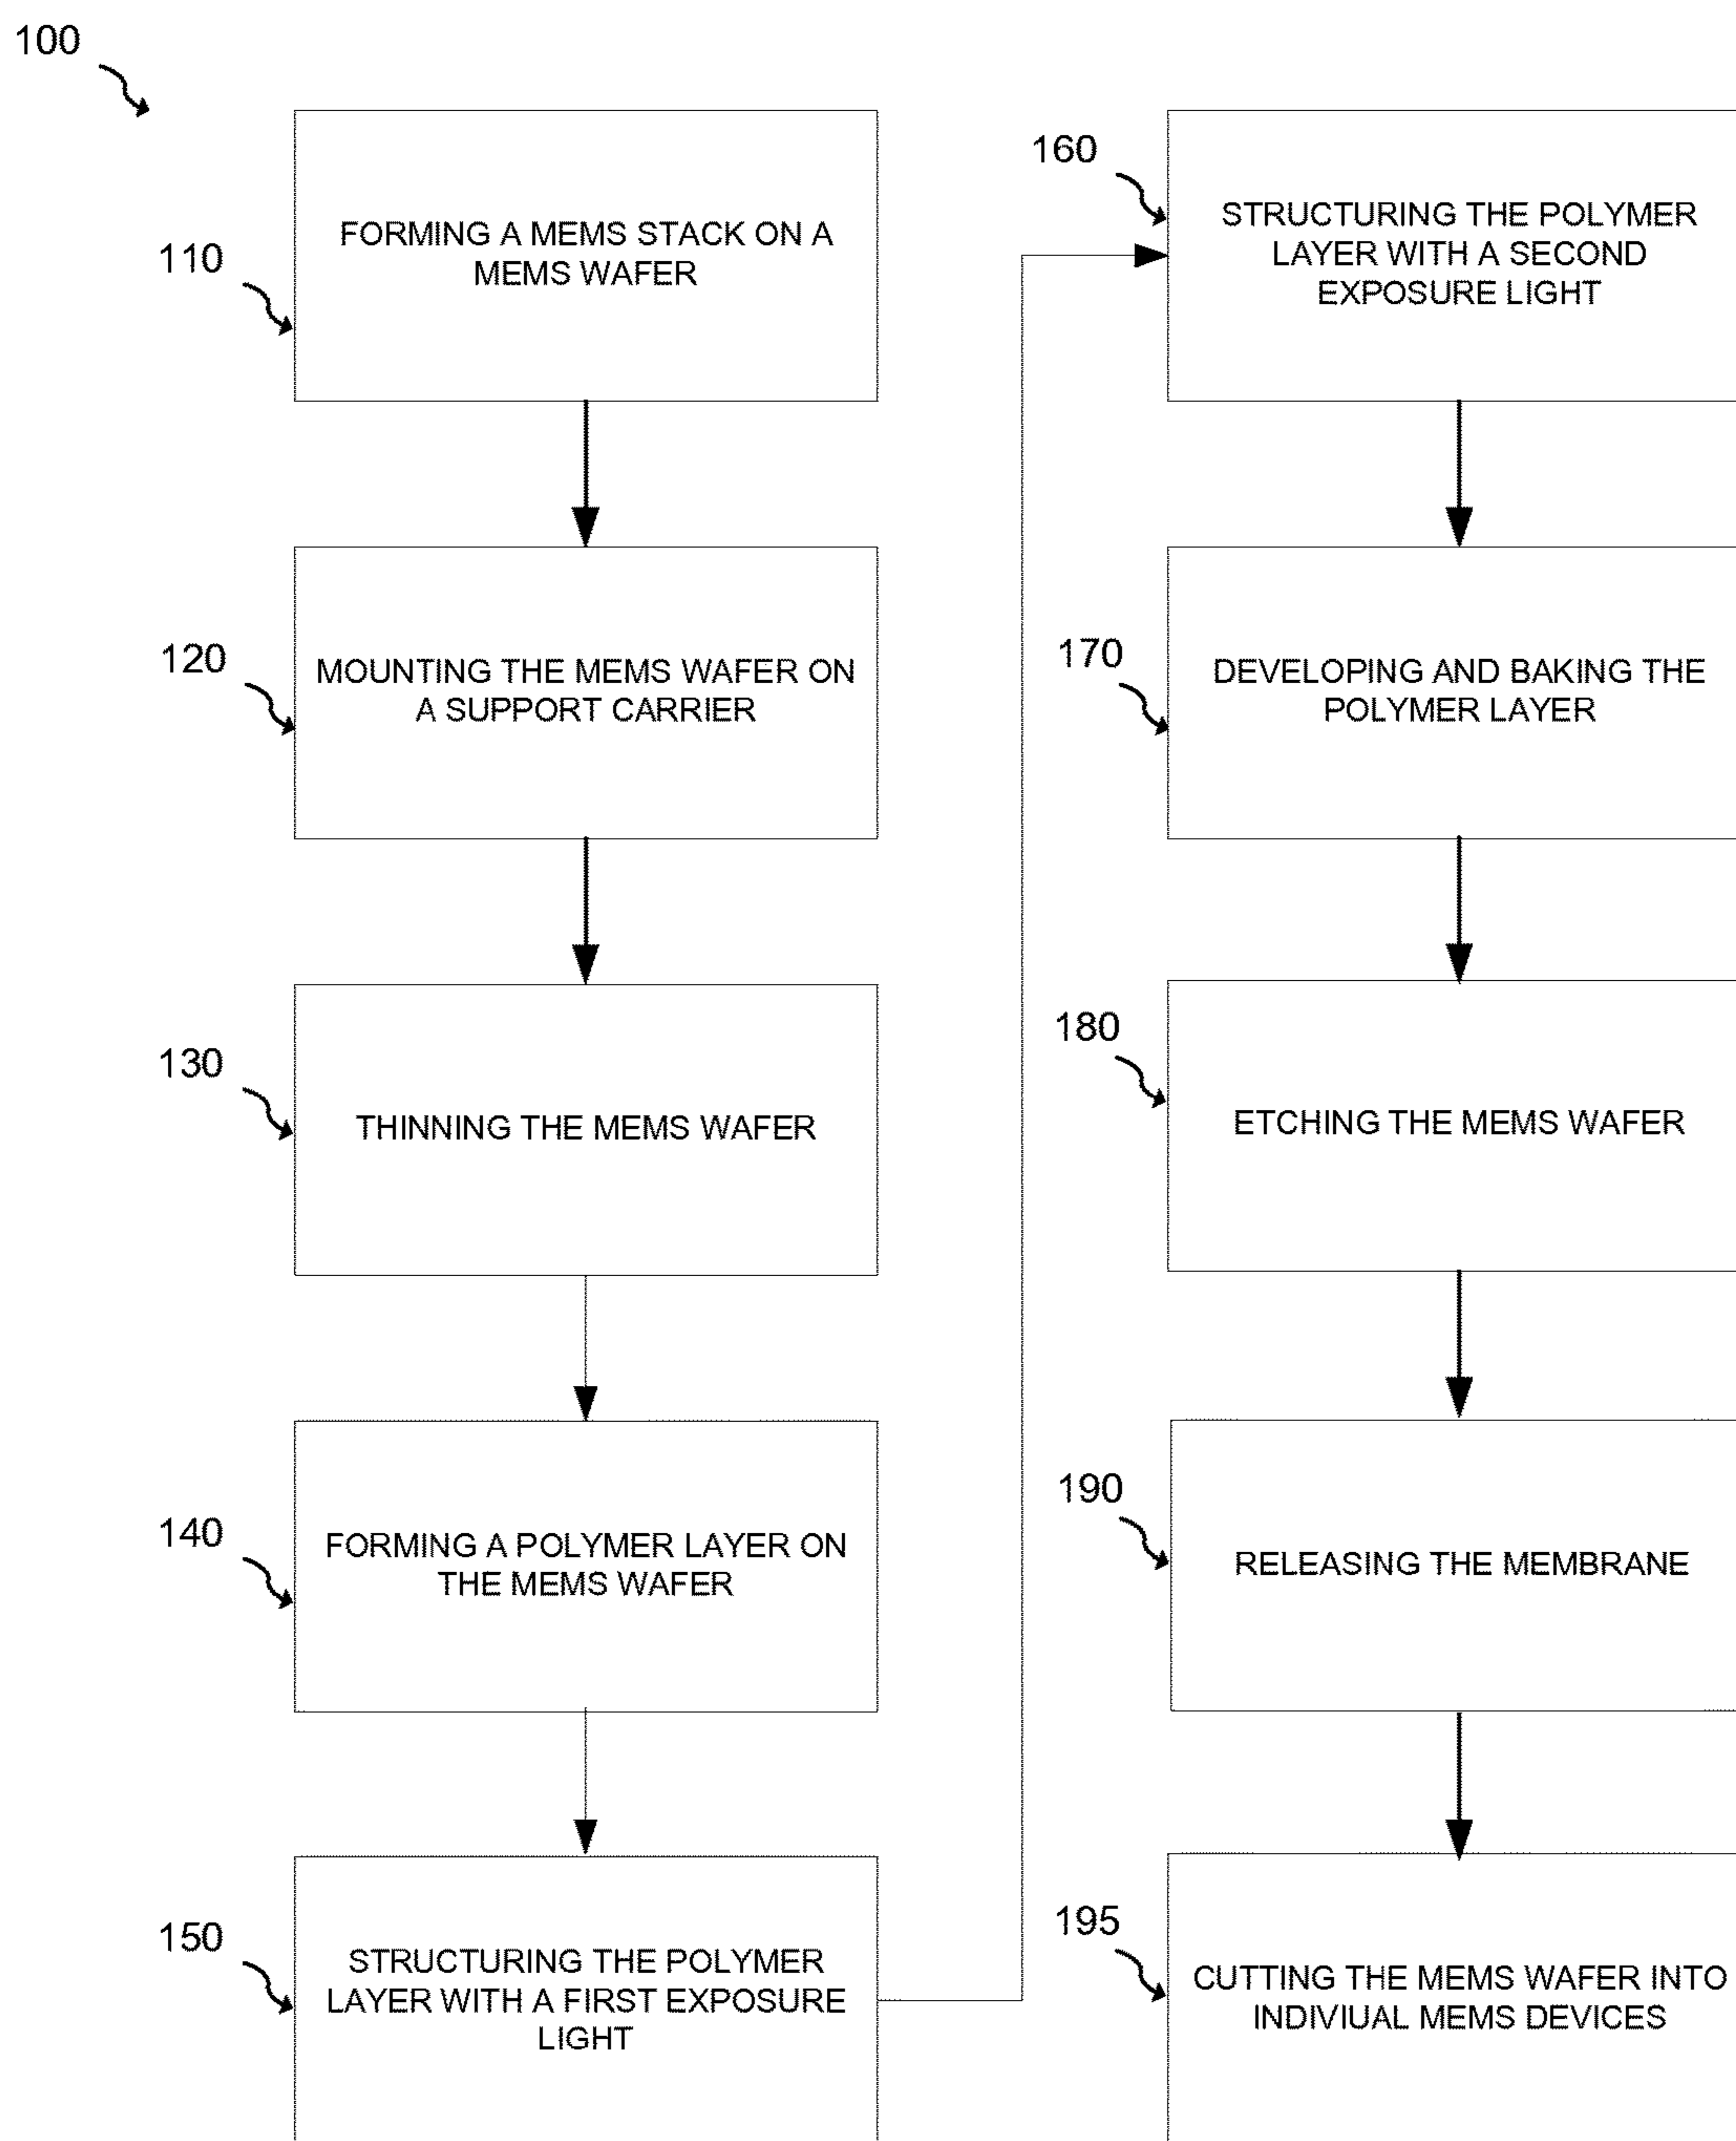 100
110
FORMING A MEMS STACK ON A
MEMS WAFER
120
MOUNTING THE MEMS WAFER ON
A SUPPORT CARRIER
130
THINNING THE MEMS WAFER
140
FORMING A POLYMER LAYER ON
THE MEMS WAFER
150
STRUCTURING THE POLYMER
LAYER WITH A FIRST EXPOSURE
LIGHT
160
STRUCTURING THE POLYMER
LAYER WITH A SECOND
EXPOSURE LIGHT
170
DEVELOPING AND BAKING THE
POLYMER LAYER
180
ETCHING THE MEMS WAFER
190
RELEASING THE MEMBRANE
195
CUTTING THE MEMS WAFER INTO
INDIVIUAL MEMS DEVICES